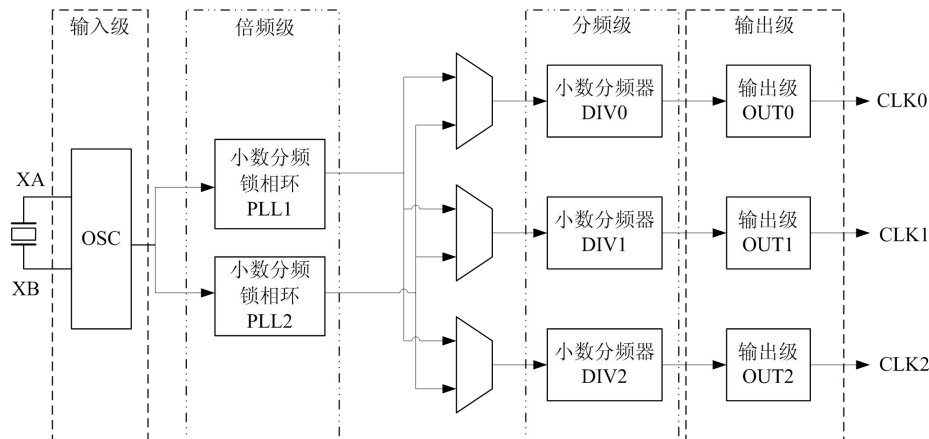 输入级
倍频级
分频级
输出级
XA
XB
OSC
小数分频
锁相环
PLL1
小数分频
锁相环
PLL2
小数分频器
DIV0
输出级
OUT0
CLK0
小数分频器
DIV1
输出级
OUT1
CLK1
小数分频器
DIV2
输出级
OUT2
CLK2